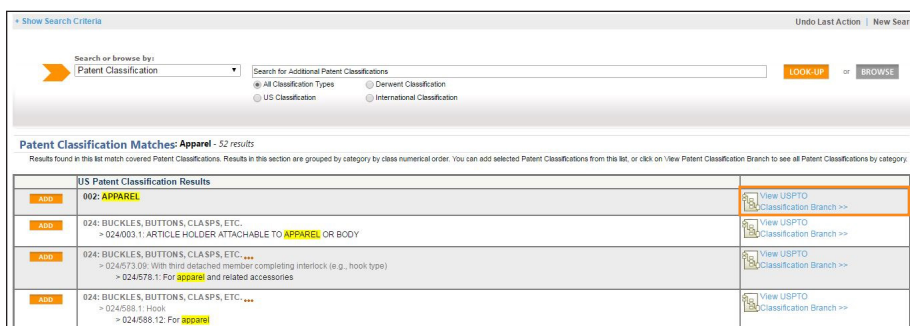 + Show Search Criteria
Undo Last Action | New Sear
Search or browse by:
Patent Classification
Search for Additional Patent Classifications
LOOK-UP or BROWSE
All Classification Types Derwent Classification
US Classification International Classification
Patent Classification Matches: Apparel - 52 results
Results found in this list match covered Patent Classifications. Results in this section are grouped by category by class numerical order. You can add selected Patent Classifications from this list, or click on View Patent Classification Branch to see all Patent Classifications by category.
US Patent Classification Results
ADD 002: APPAREL View USPTO
Classification Branch >>
ADD 024: BUCKLES, BUTTONS, CLASPS, ETC. View USPTO
> 024/003.1: ARTICLE HOLDER ATTACHABLE TO APPAREL OR BODY Classification Branch >>
ADD 024: BUCKLES, BUTTONS, CLASPS, ETC. ... View USPTO
> 024/573.09: With third detached member completing interlock (e.g., hook type) Classification Branch >>
> 024/578.1: For apparel and related accessories
ADD 024: BUCKLES, BUTTONS, CLASPS, ETC. ... View USPTO
> 024/588.1: Hook Classification Branch >>
> 024/588.12: For apparel